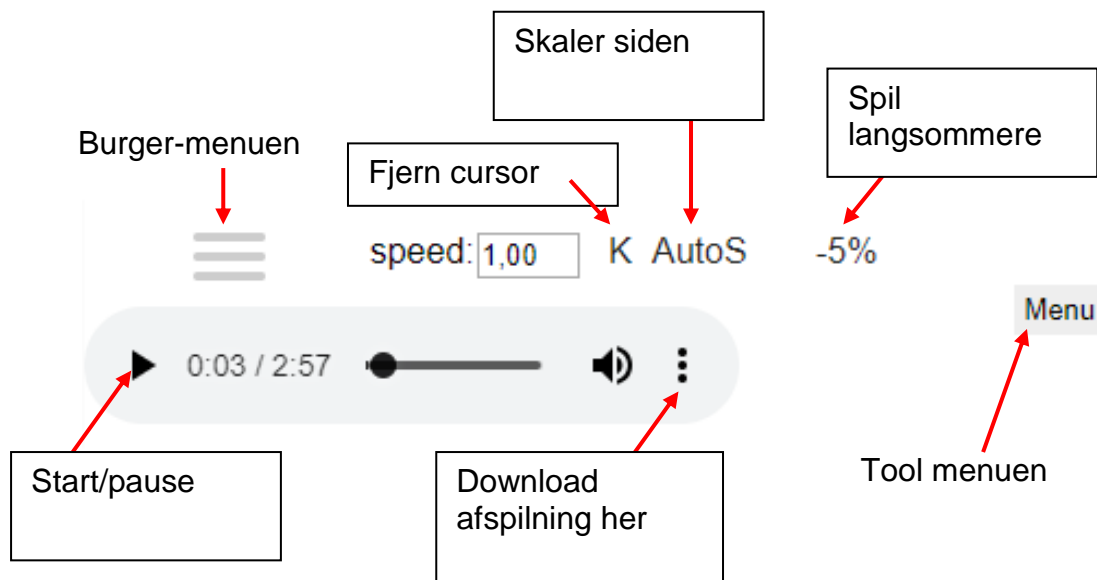 Skaler siden
Spil
langsommere
Burger-menuen
Fjern cursor
speed: 1,00 K AutoS -5%
Menu
0:03 / 2:57
Start/pause
Download
afspilning her
Tool menuen